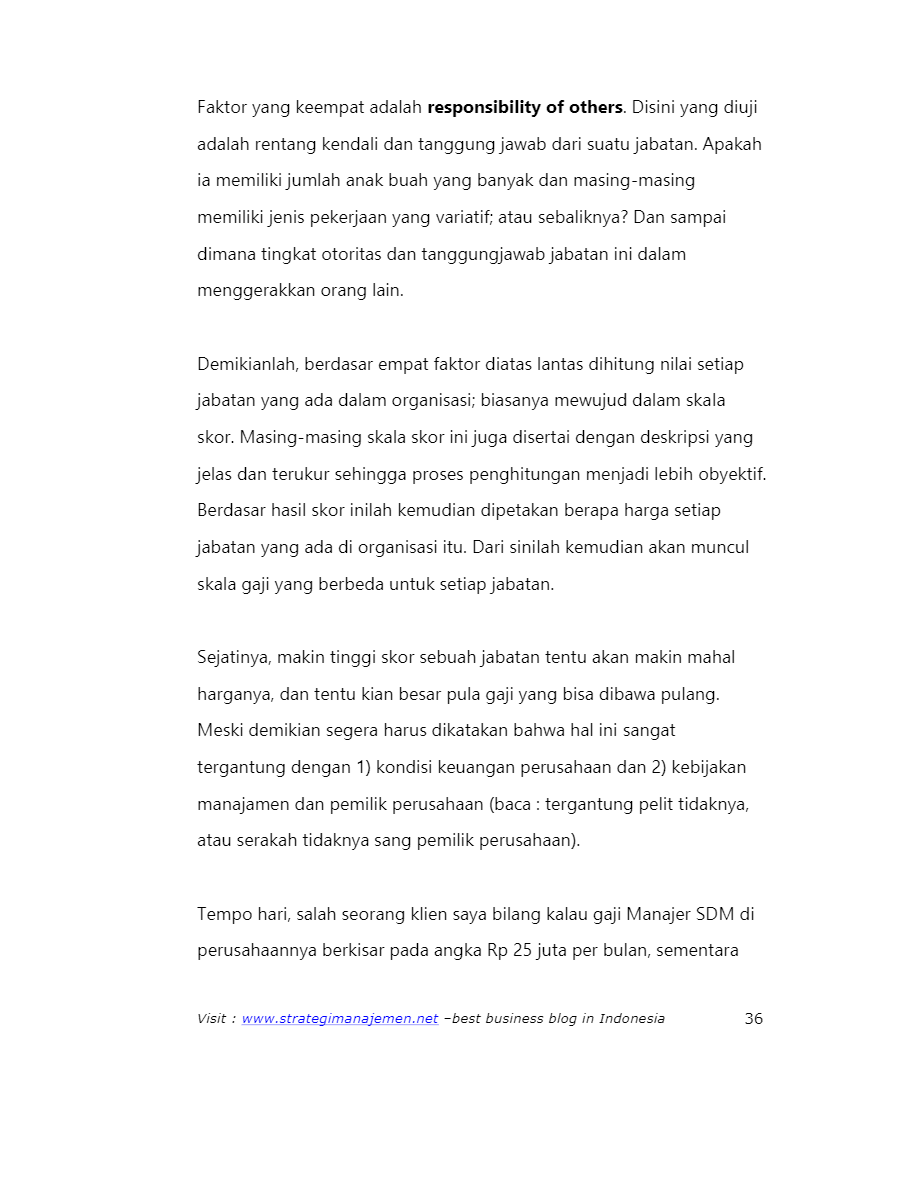 Faktor yang keempat adalah responsibility of others. Disini yang diuji
adalah rentang kendali dan tanggung jawab dari suatu jabatan. Apakah
ia memiliki jumlah anak buah yang banyak dan masing-masing
memiliki jenis pekerjaan yang variatif; atau sebaliknya? Dan sampai
dimana tingkat otoritas dan tanggungjawab jabatan ini dalam
menggerakkan orang lain.
Demikianlah, berdasar empat faktor diatas lantas dihitung nilai setiap
jabatan yang ada dalam organisasi; biasanya mewujud dalam skala
skor. Masing-masing skala skor ini juga disertai dengan deskripsi yang
jelas dan terukur sehingga proses penghitungan menjadi lebih obyektif.
Berdasar hasil skor inilah kemudian dipetakan berapa harga setiap
jabatan yang ada di organisasi itu. Dari sinilah kemudian akan muncul
skala gaji yang berbeda untuk setiap jabatan.
Sejatinya, makin tinggi skor sebuah jabatan tentu akan makin mahal
harganya, dan tentu kian besar pula gaji yang bisa dibawa pulang.
Meski demikian segera harus dikatakan bahwa hal ini sangat
tergantung dengan 1) kondisi keuangan perusahaan dan 2) kebijakan
manajamen dan pemilik perusahaan (baca : tergantung pelit tidaknya,
atau serakah tidaknya sang pemilik perusahaan).
Tempo hari, salah seorang klien saya bilang kalau gaji Manajer SDM di
perusahaannya berkisar pada angka Rp 25 juta per bulan, sementara
Visit : www.strategimanajemen.net –best business blog in Indonesia 36